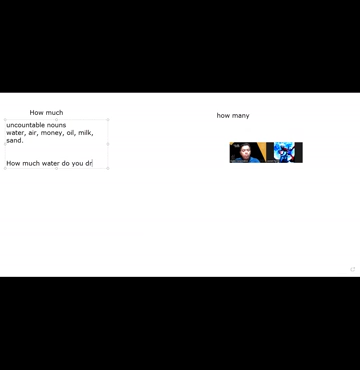 How much
how many
uncountable nouns
water, air, money, oil, milk,
sand.
How much water do you dr